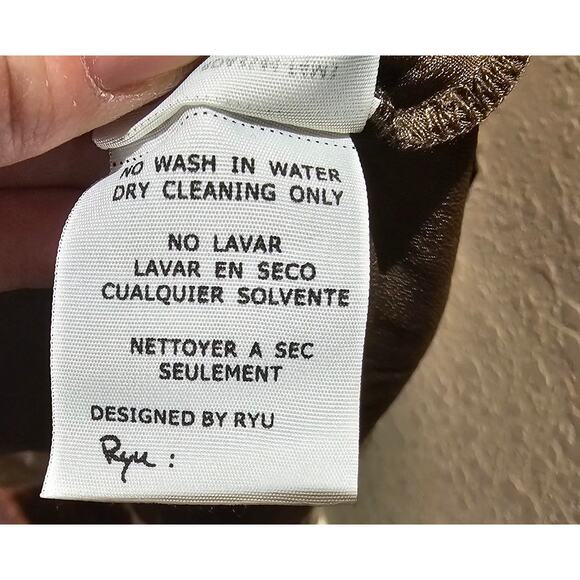 NO WASH IN WATER
DRY CLEANING ONLY
NO LAVAR
LAVAR EN SECO
CUALQUIER SOLVENTE
NETTOYER A SEC
SEULEMENT
DESIGNED BY RYU
Ryu :